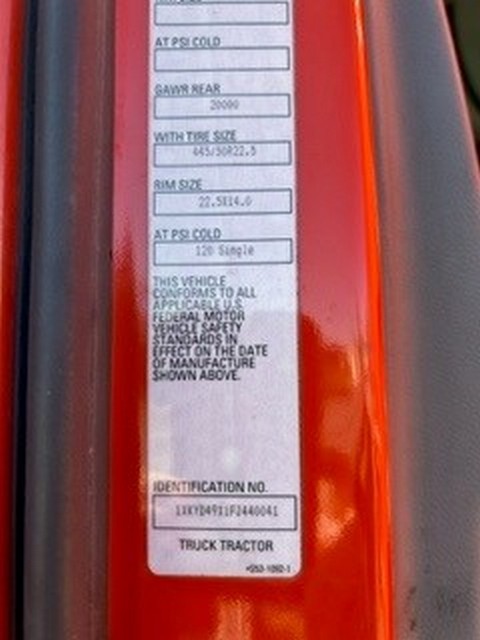 AT PSI COLD
GAWR REAR
20000
WITH TIRE SIZE
445/50R22.5
RIM SIZE
22.5X14.0
AT PSI COLD
120 Single
THIS VEHICLE
CONFORMS TO ALL
APPLICABLE U.S.
FEDERAL MOTOR
VEHICLE SAFETY
STANDARDS IN
EFFECT ON THE DATE
OF MANUFACTURE
SHOWN ABOVE.
IDENTIFICATION NO.
TRUCK TRACTOR